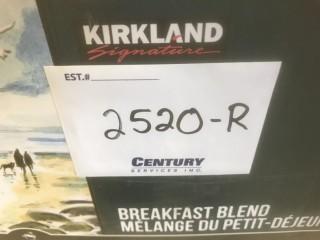 KIRKLAND
Signature
EST.#
2520-R
CENTURY
SERVICES INC.
BREAKFAST BLEND
MÉLANGE DU PETIT-DÉJEU